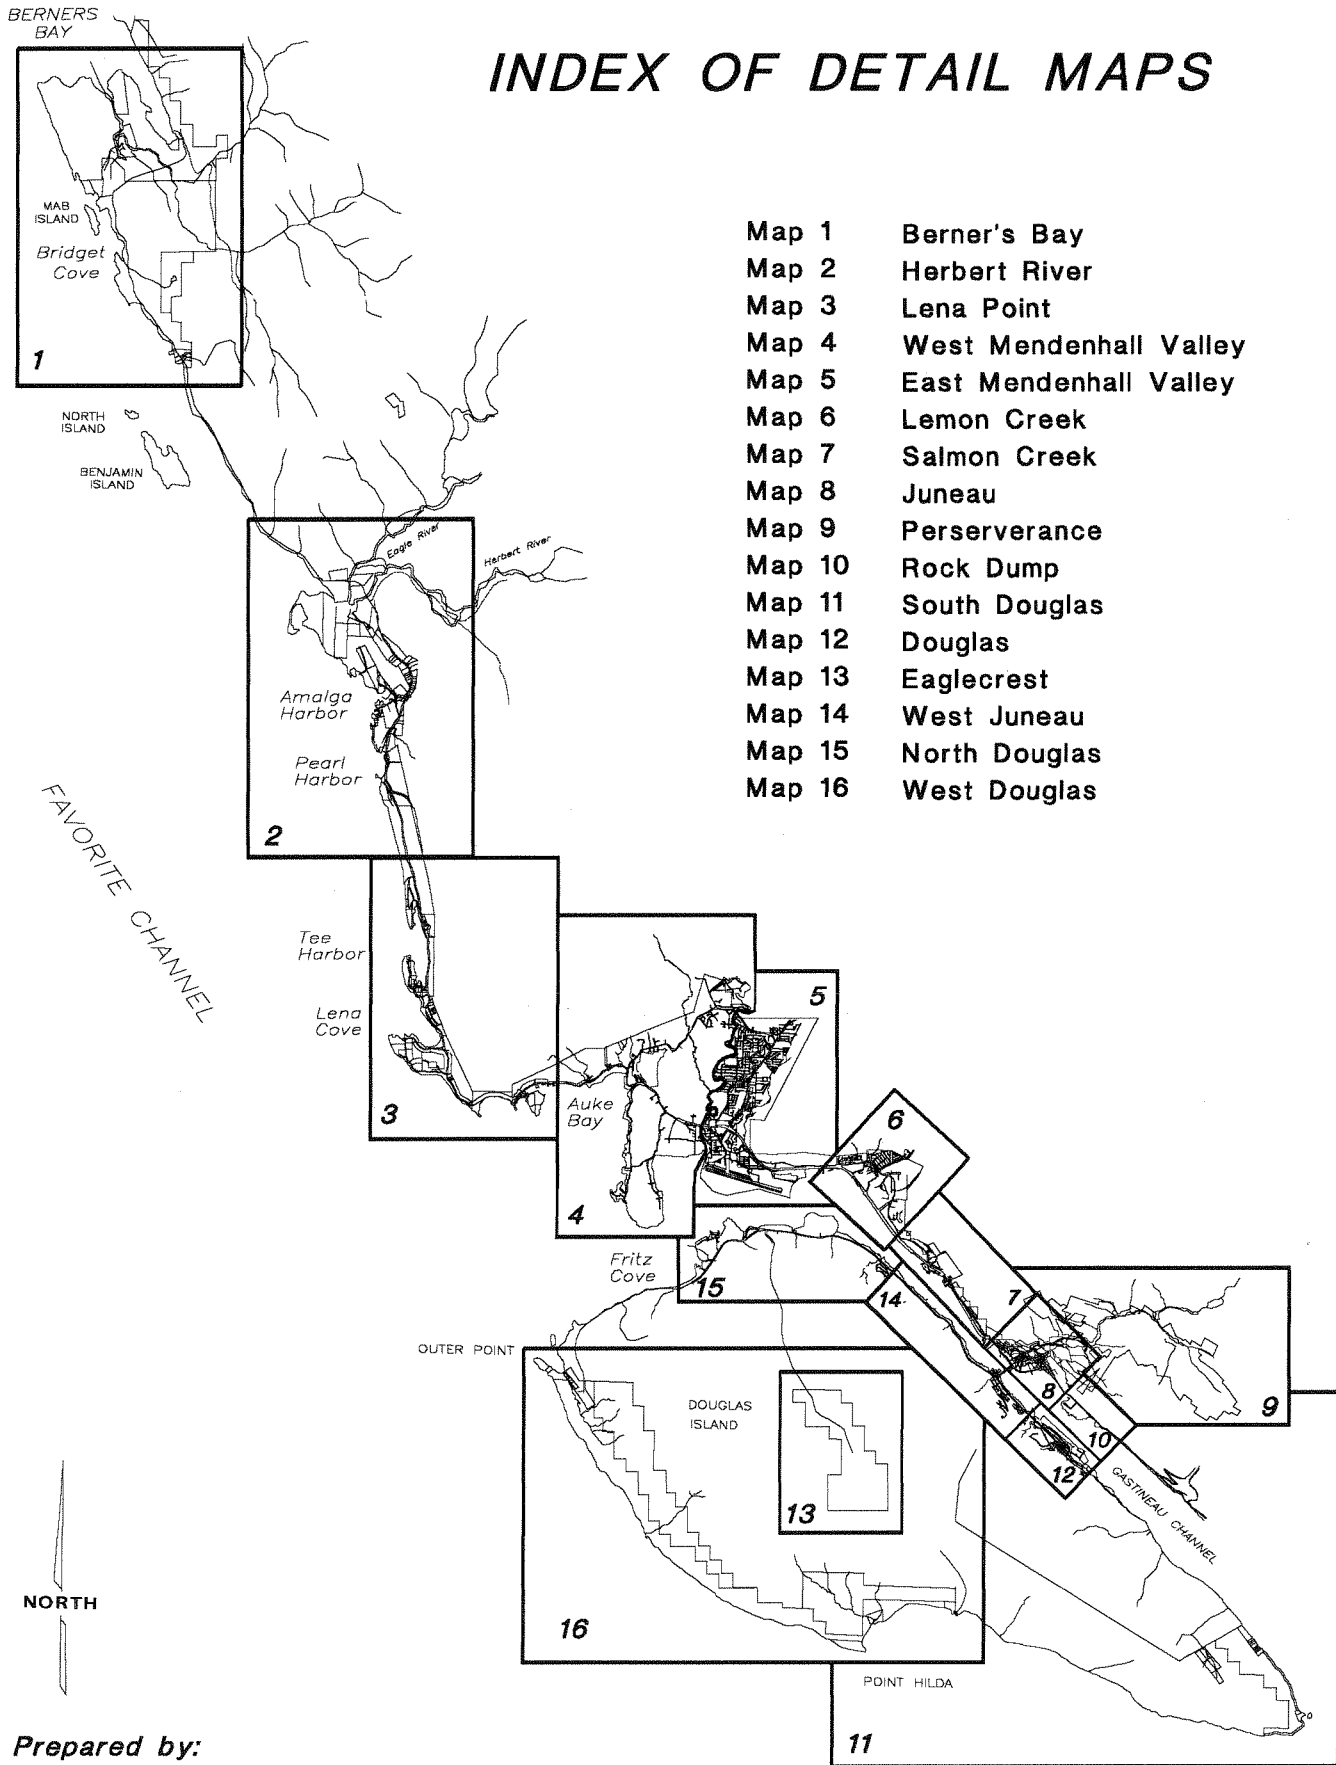 BERNERS
BAY
INDEX OF DETAIL MAPS
MAB
ISLAND
Bridget
Cove
1
Map 1 Berner's Bay
Map 2 Herbert River
Map 3 Lena Point
Map 4 West Mendenhall Valley
Map 5 East Mendenhall Valley
Map 6 Lemon Creek
Map 7 Salmon Creek
Map 8 Juneau
Map 9 Perserverance
Map 10 Rock Dump
Map 11 South Douglas
Map 12 Douglas
Map 13 Eaglecrest
Map 14 West Juneau
Map 15 North Douglas
Map 16 West Douglas
NORTH
ISLAND
BENJAMIN
ISLAND
Eagle River
Herbert River
Amalga
Harbor
Pearl
Harbor
2
FAVORITE CHANNEL
Tee
Harbor
Lena
Cove
3
5
Auke
Bay
4
6
Fritz
Cove
15
14
7
OUTER POINT
8
9
DOUGLAS
ISLAND
10
12
GASTINEAU CHANNEL
13
NORTH
16
POINT HILDA
11
Prepared by: